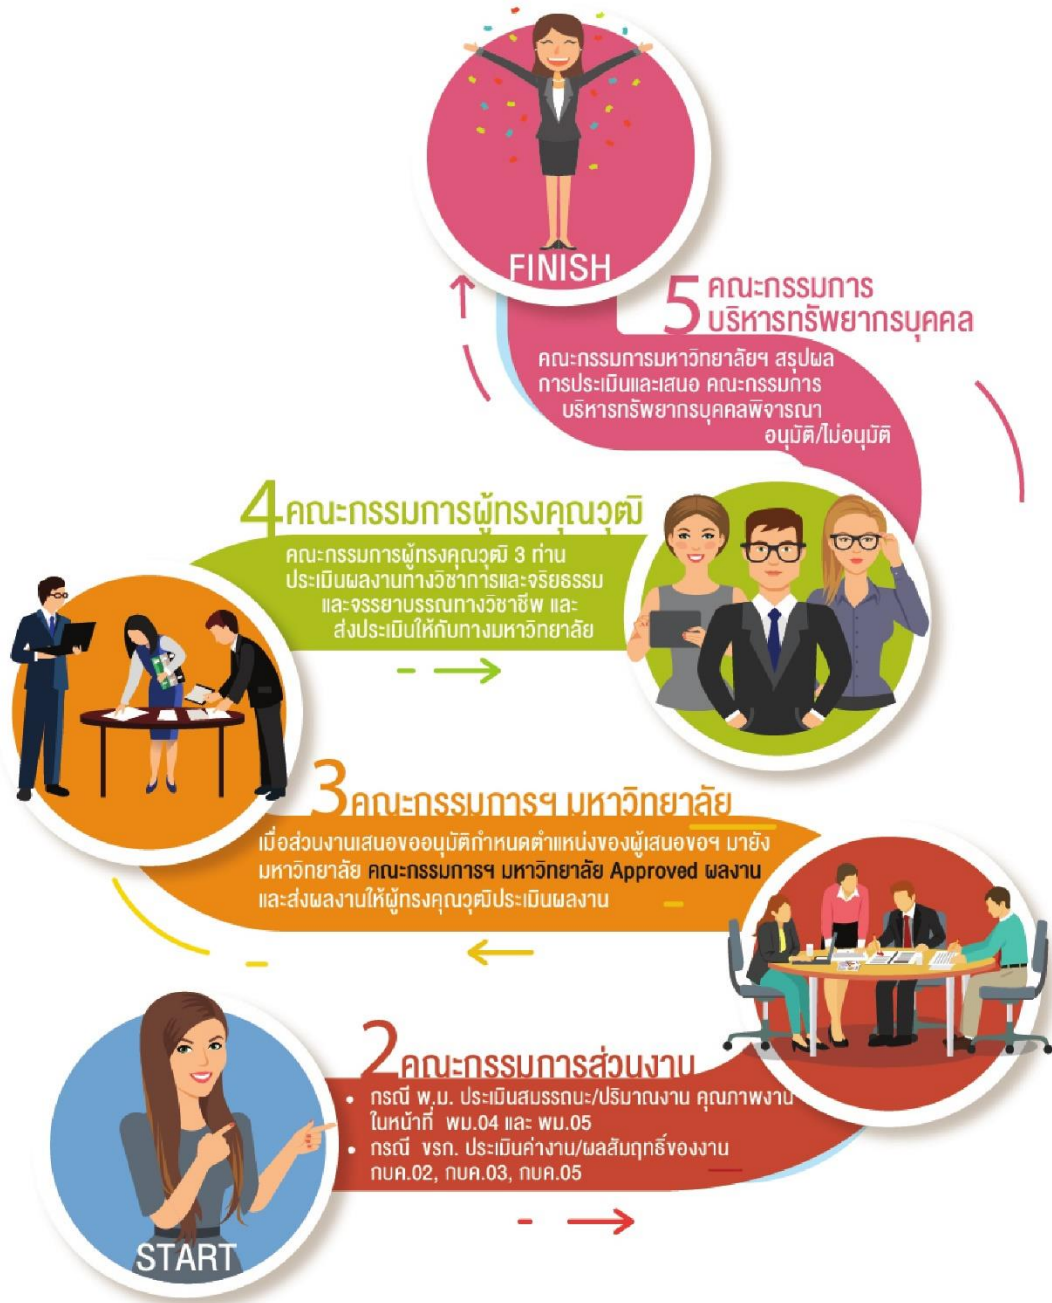 FINISH
5 คณะกรรมการ
บริหารทรัพยากรบุคคล
คณะกรรมการมหาวิทยาลัยฯ สรุปผล
การประเมินและเสนอ คณะกรรมการ
บริหารทรัพยากรบุคคลพิจารณา
อนุมัติ/ไม่อนุมัติ
4 คณะกรรมการผู้ทรงคุณวุฒิ
คณะกรรมการผู้ทรงคุณวุฒิ 3 ท่าน
ประเมินผลงานทางวิชาการและจริยธรรม
และจรรยาบรรณทางวิชาชีพ และ
ส่งประเมินให้กับทางมหาวิทยาลัย
3 คณะกรรมการฯ มหาวิทยาลัย
เมื่อส่วนงานเสนอขออนุมัติกำหนดตำแหน่งของผู้เสนอขอฯ มายัง
มหาวิทยาลัย คณะกรรมการฯ มหาวิทยาลัย Approved ผลงาน
และส่งผลงานให้ผู้ทรงคุณวุฒิประเมินผลงาน
2 คณะกรรมการส่วนงาน
• กรณี พ.ม. ประเมินสมรรถนะ/ปริมาณงาน คุณภาพงาน
ในหน้าที่ พม.04 และ พม.05
• กรณี ขรก. ประเมินค่างาน/ผลสัมฤทธิ์ของงาน
กบค.02, กบค.03, กบค.05
START